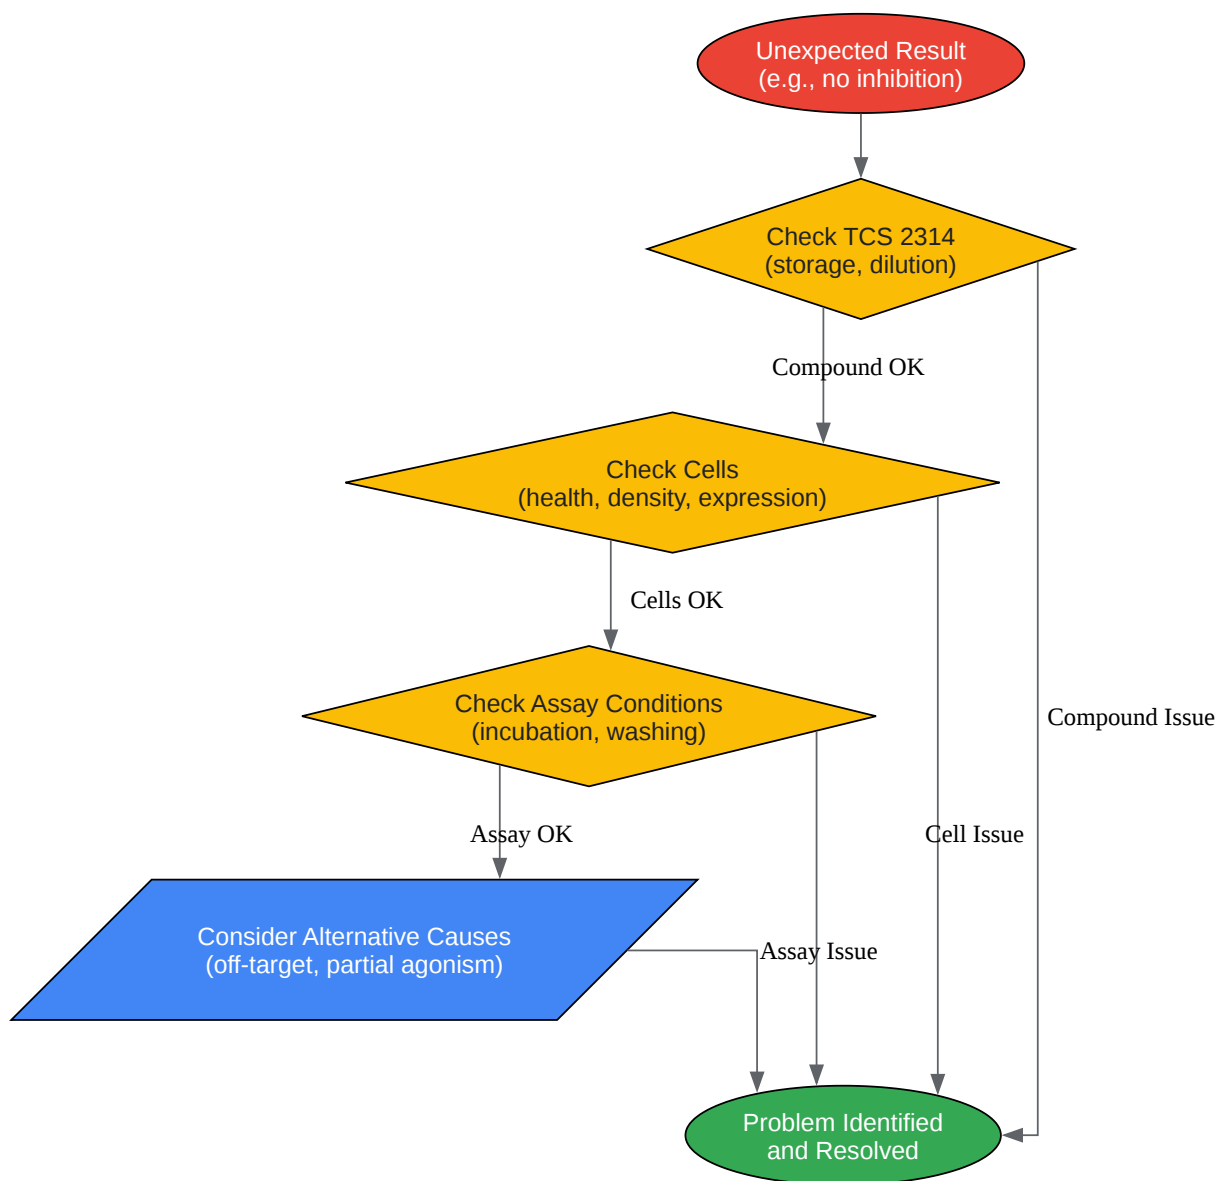 Unexpected Result
(e.g., no inhibition)
Check TCS 2314
(storage, dilution)
Compound OK
Check Cells
(health, density, expression)
Cells OK
Check Assay Conditions
(incubation, washing)
Compound Issue
Assay OK
Cell Issue
Consider Alternative Causes
(off-target, partial agonism)
Assay Issue
Problem Identified
and Resolved